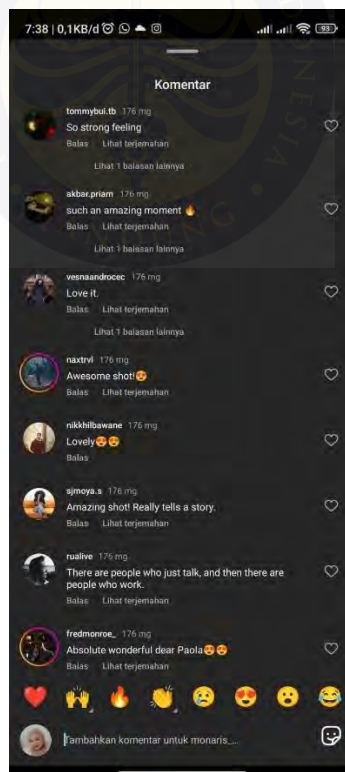 7:38 | 0,1KB/d
93
Komentar
tommybui.tb 176 mg
So strong feeling
Balas Lihat terjemahan
Lihat 1 balasan lainnya
akbar.priam 176 mg
such an amazing moment 🔥
Balas Lihat terjemahan
Lihat 1 balasan lainnya
vesnaandrocec 176 mg
Love it.
Balas Lihat terjemahan
Lihat 1 balasan lainnya
naxtrvl 176 mg
Awesome shot!😍
Balas Lihat terjemahan
nikkhilbawane 176 mg
Lovely😍😍
Balas
sjmoya.s 176 mg
Amazing shot! Really tells a story.
Balas Lihat terjemahan
rualive 176 mg
There are people who just talk, and then there are
people who work.
Balas Lihat terjemahan
fredmonroe_ 176 mg
Absolute wonderful dear Paola😍😍
Balas Lihat terjemahan
❤️ 🙌 🔥 👏 😢 😍 😮 😂
Tambahkan komentar untuk monaris_...